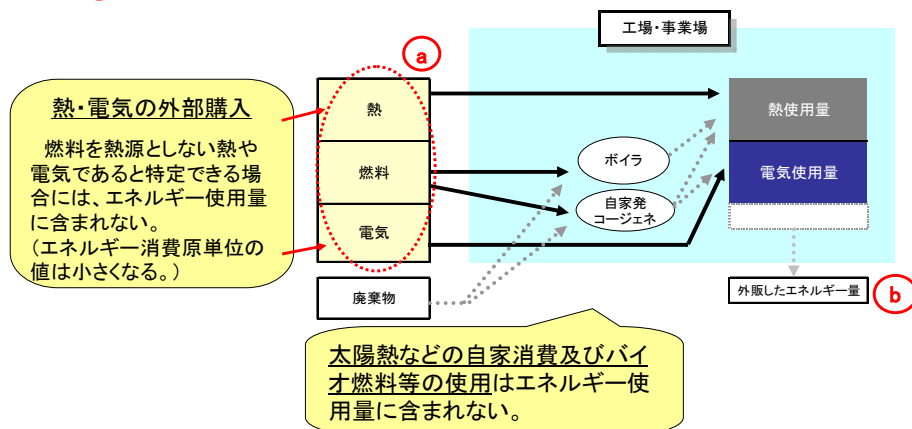 工場・事業場
a
熱・電気の外部購入
燃料を熱源としない熱や
電気であると特定できる場
合には、エネルギー使用量
に含まれない。
(エネルギー消費原単位の
値は小さくなる。)
熱
燃料
電気
廃棄物
ボイラ
自家発
コージェネ
熱使用量
電気使用量
外販したエネルギー量
b
太陽熱などの自家消費及びバイ
オ燃料等の使用はエネルギー使
用量に含まれない。